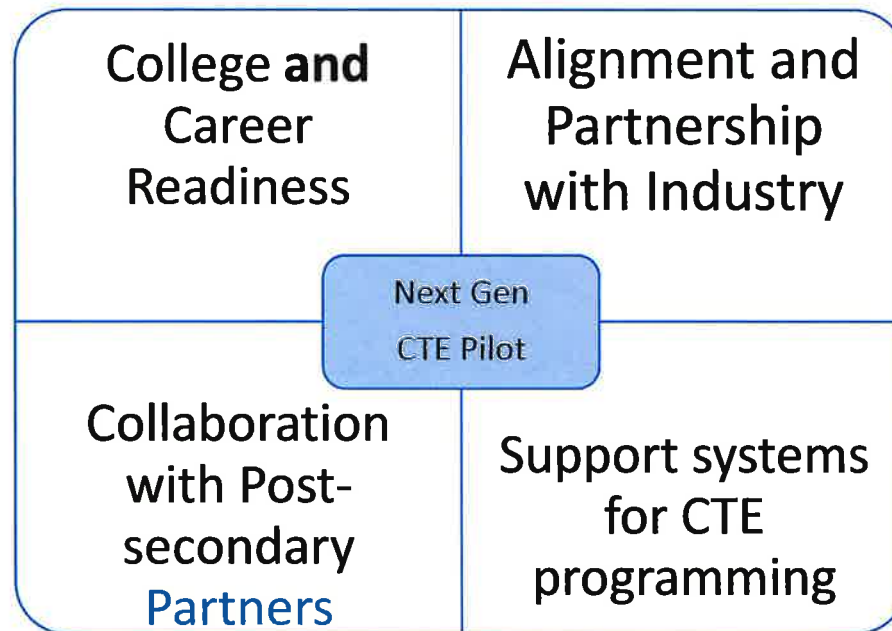 College and
Career
Readiness
Alignment and
Partnership
with Industry
Next Gen
CTE Pilot
Collaboration
with Post-
secondary
Partners
Support systems
for CTE
programming